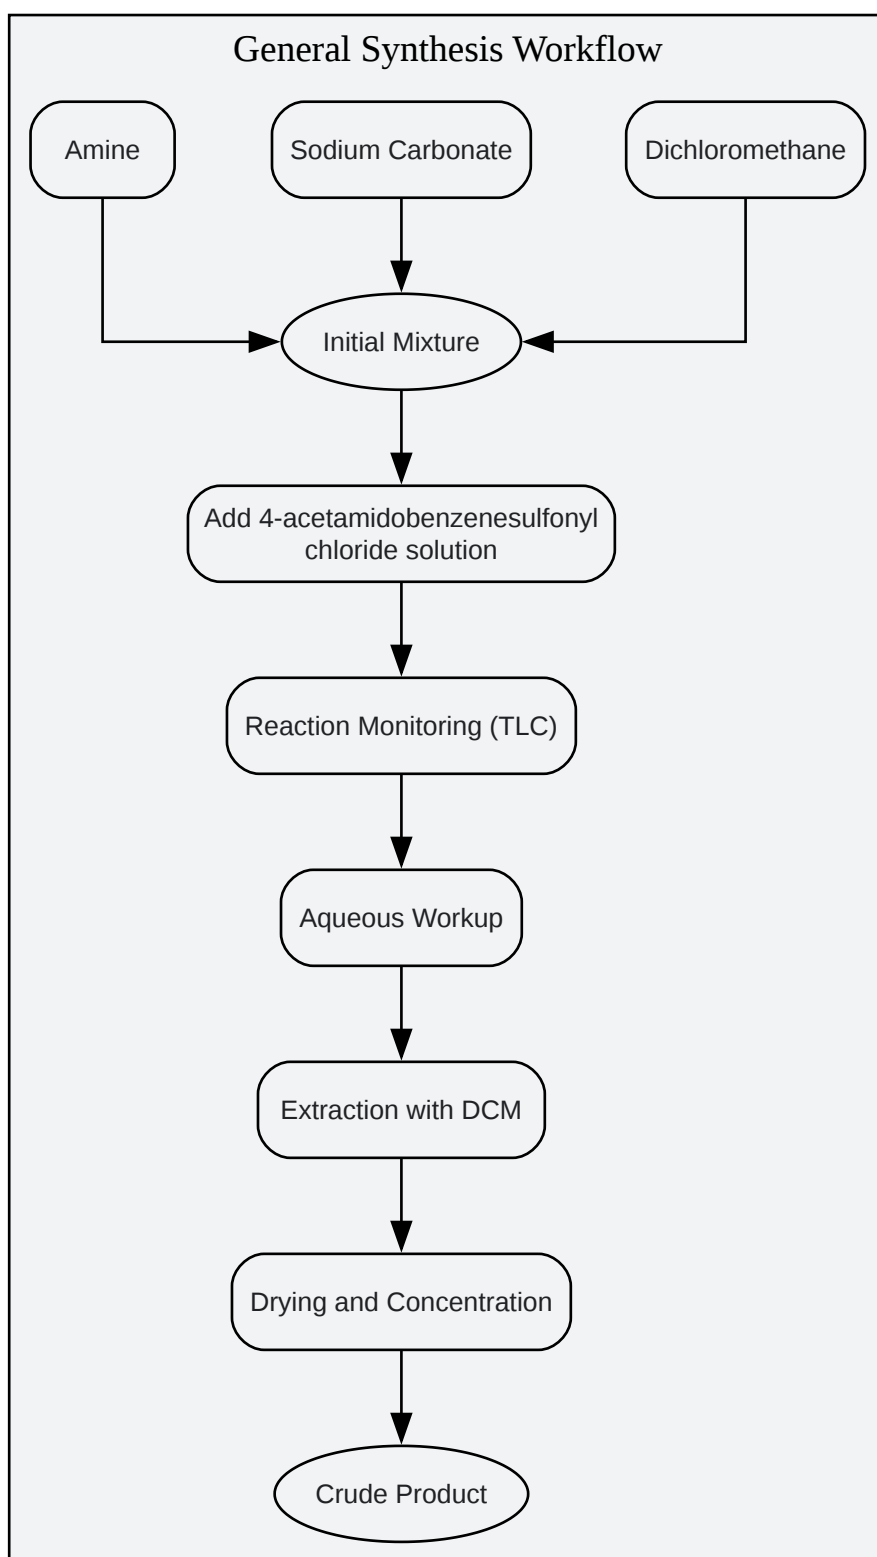 General Synthesis Workflow
Amine
Sodium Carbonate
Dichloromethane
Initial Mixture
Add 4-acetamidobenzenesulfonyl
chloride solution
Reaction Monitoring (TLC)
Aqueous Workup
Extraction with DCM
Drying and Concentration
Crude Product